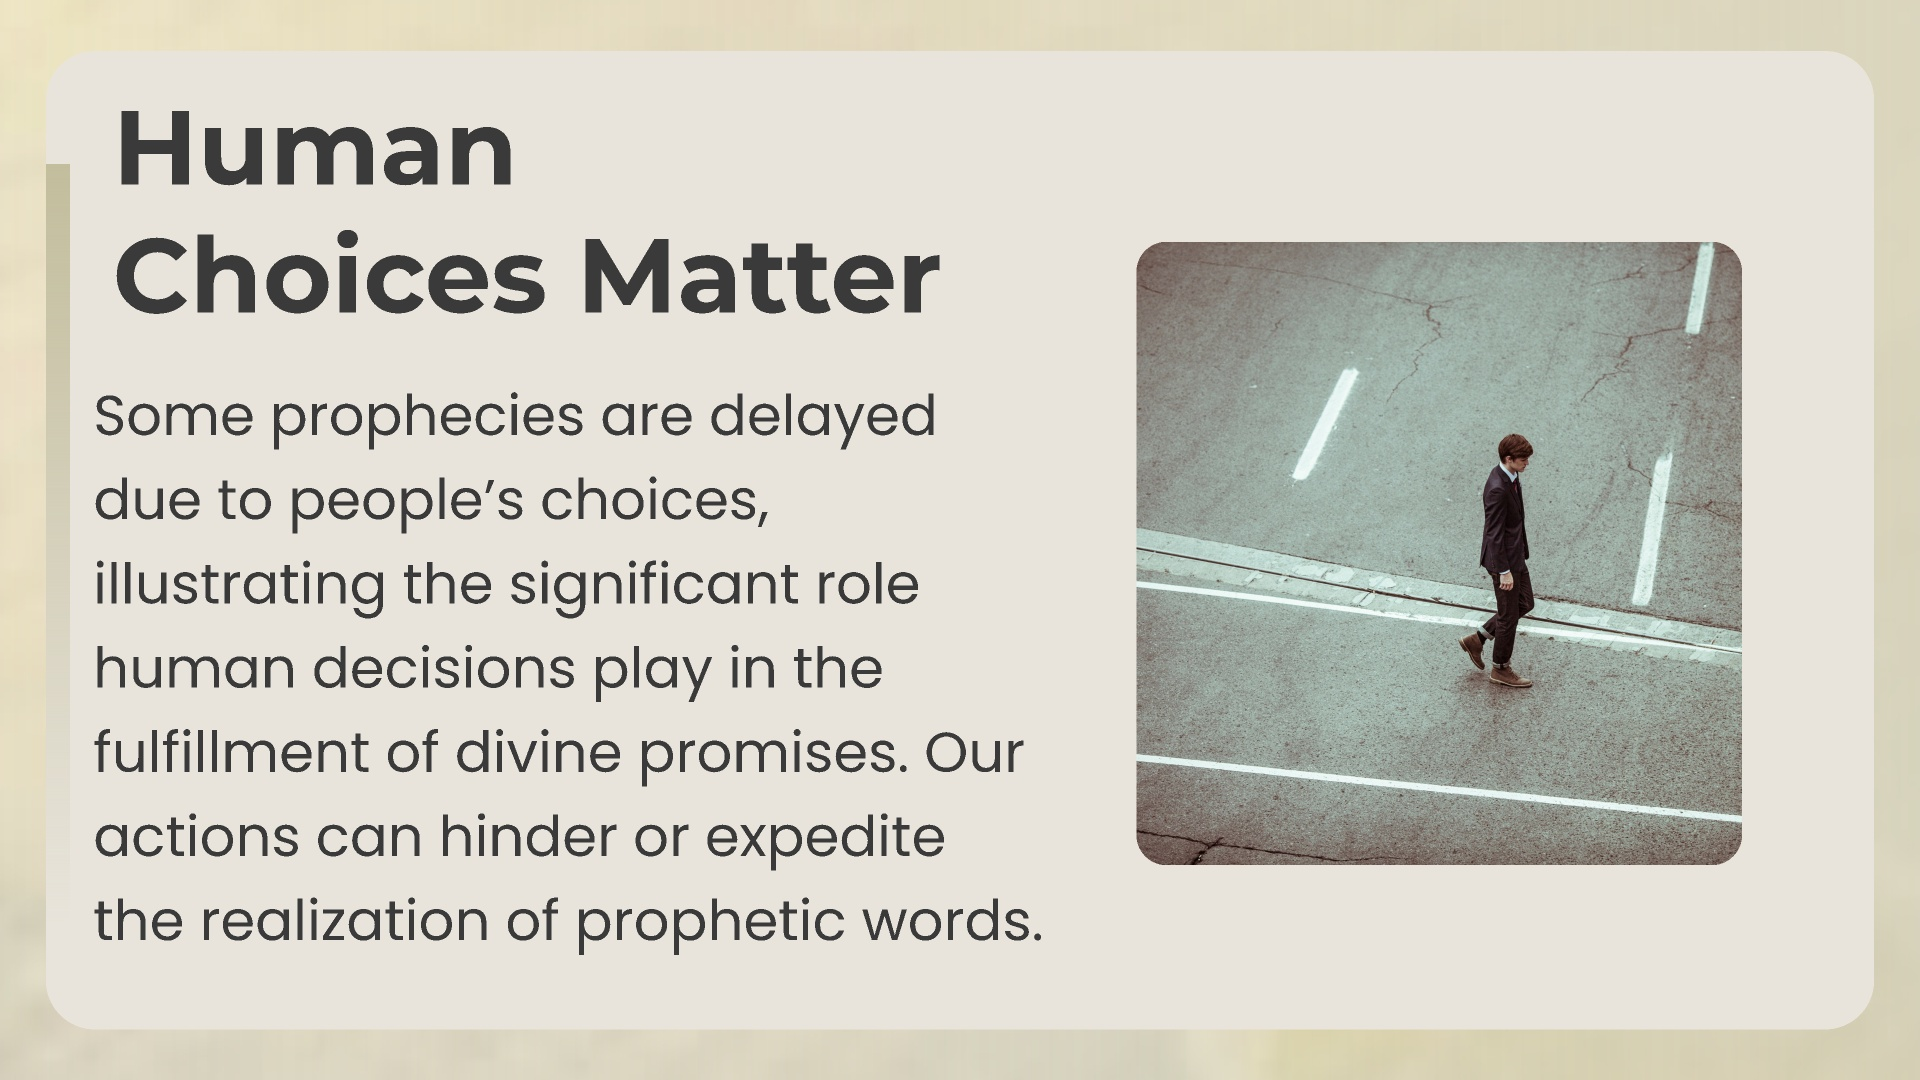 Human
Choices Matter
Some prophecies are delayed
due to people’s choices,
illustrating the significant role
human decisions play in the
fulfillment of divine promises. Our
actions can hinder or expedite
the realization of prophetic words.